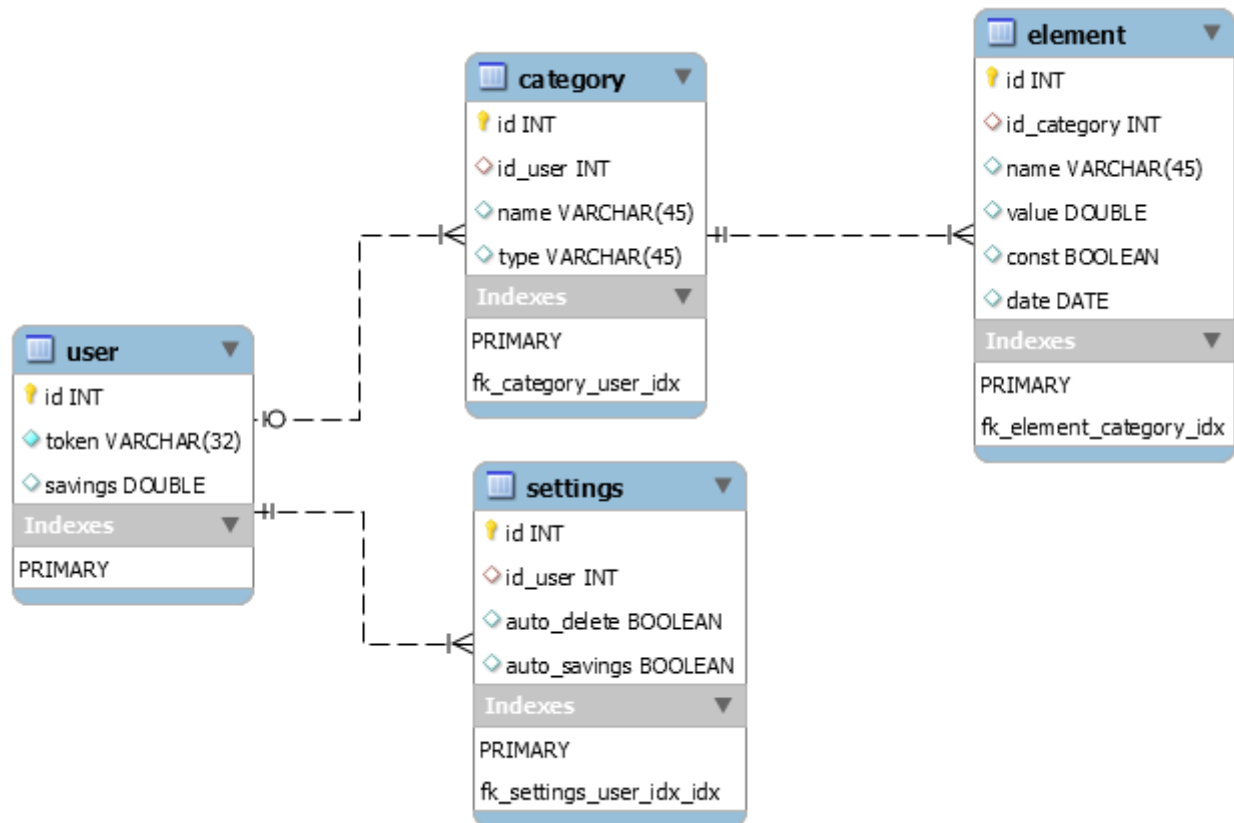 user
id INT
token VARCHAR(32)
savings DOUBLE
Indexes
PRIMARY
category
id INT
id_user INT
name VARCHAR(45)
type VARCHAR(45)
Indexes
PRIMARY
fk_category_user_idx
settings
id INT
id_user INT
auto_delete BOOLEAN
auto_savings BOOLEAN
Indexes
PRIMARY
fk_settings_user_idx_idx
element
id INT
id_category INT
name VARCHAR(45)
value DOUBLE
const BOOLEAN
date DATE
Indexes
PRIMARY
fk_element_category_idx